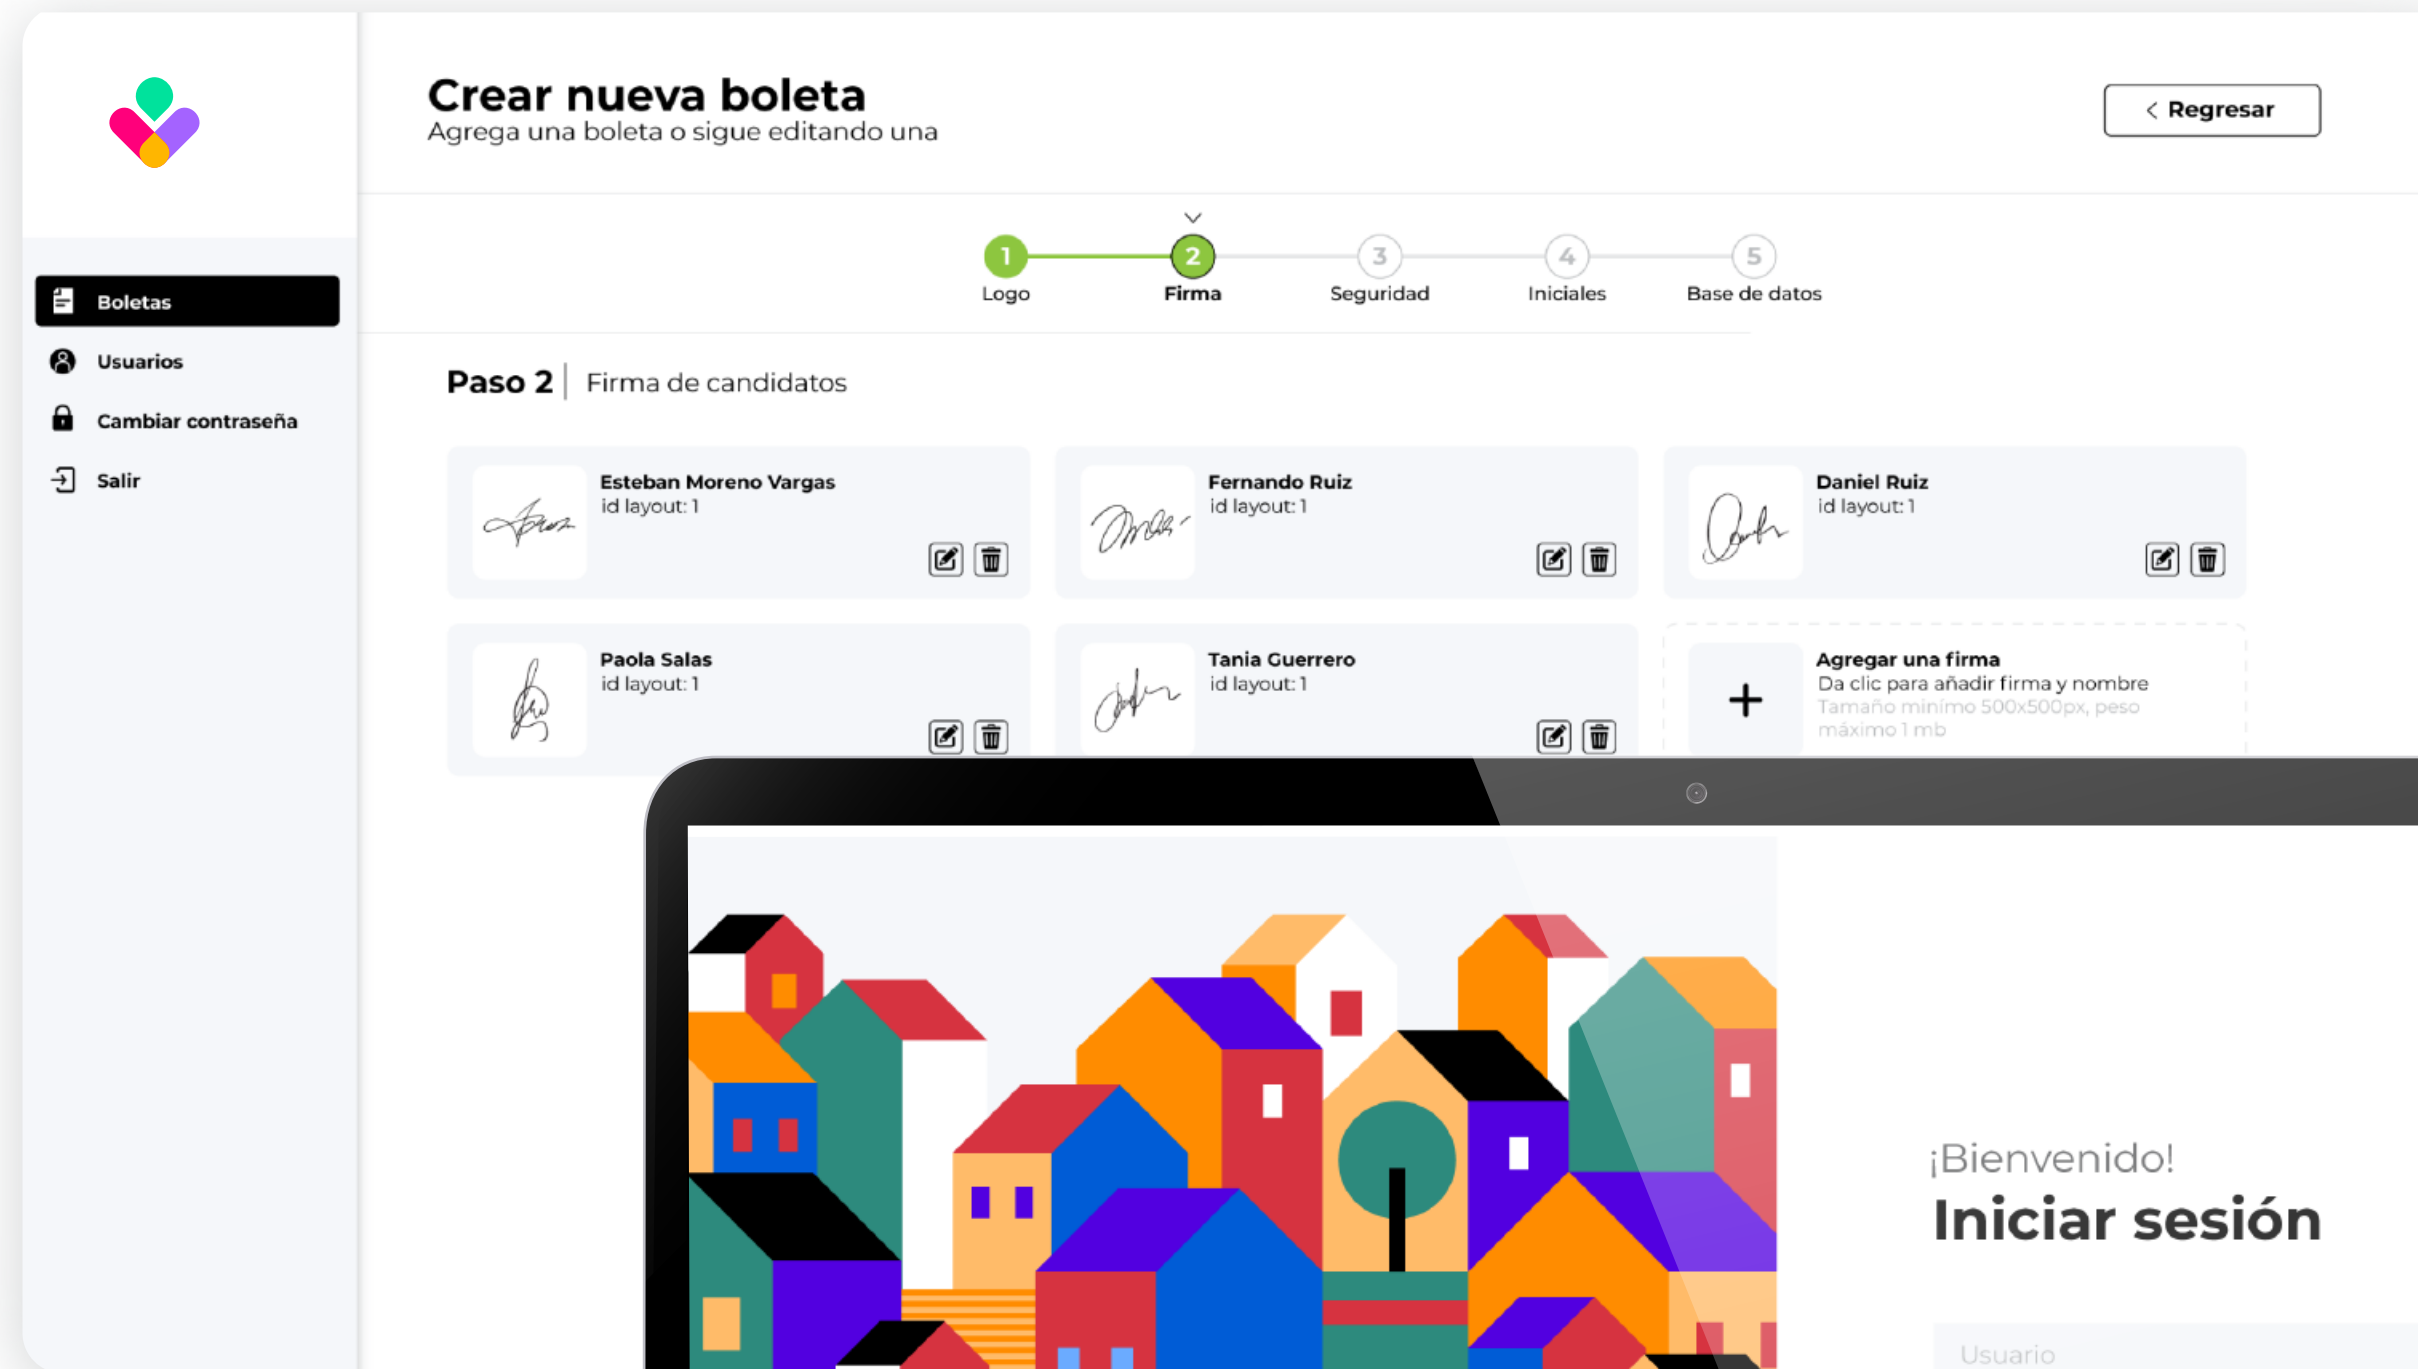 Crear nueva boleta
Agrega una boleta o sigue editando una
< Regresar
1
2
3
4
5
Logo
Firma
Seguridad
Iniciales
Base de datos
Boletas
Usuarios
Cambiar contraseña
Salir
Paso 2 | Firma de candidatos
Esteban Moreno Vargas
id layout: 1
Fernando Ruiz
id layout: 1
Daniel Ruiz
id layout: 1
Paola Salas
id layout: 1
Tania Guerrero
id layout: 1
Agregar una firma
Da clic para añadir firma y nombre
Tamaño minímo 500x500px, peso
máximo 1 mb
¡Bienvenido!
Iniciar sesión
Usuario